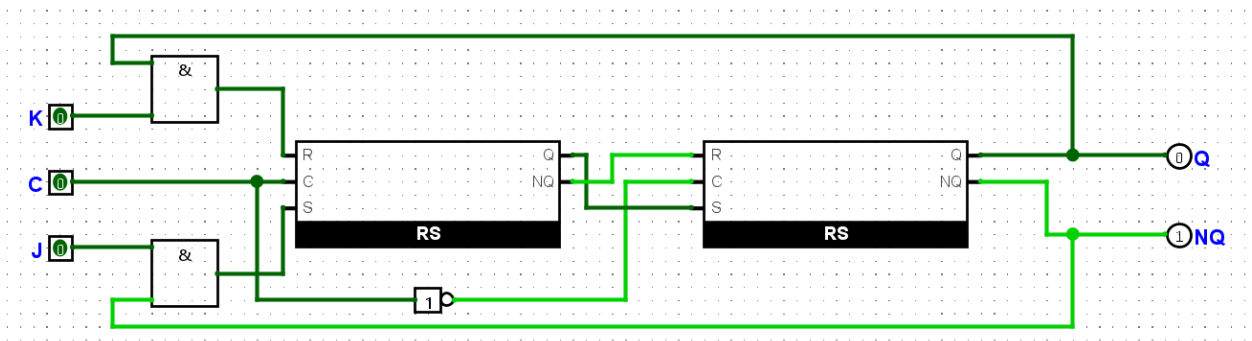 &
K 0
R Q R Q 0 Q
C 0 C NQ C NQ
S S
RS RS
J 0 & 1 NQ
1